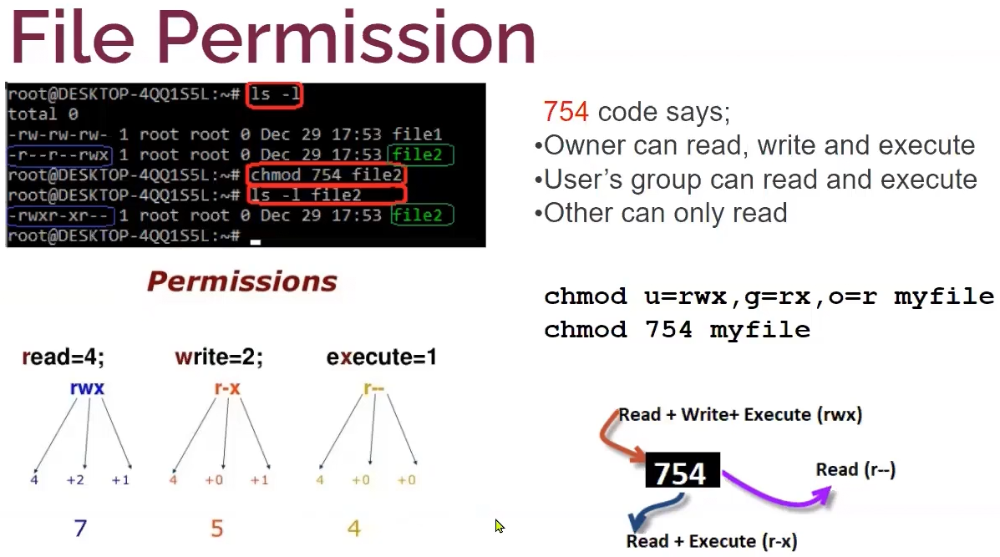 File Permission
root@DESKTOP-4QQ1S5L:~# ls -l
total 0
-rw-rw-rw- 1 root root 0 Dec 29 17:53 file1
-r--r--rwx 1 root root 0 Dec 29 17:53 file2
root@DESKTOP-4QQ1S5L:~# chmod 754 file2
root@DESKTOP-4QQ1S5L:~# ls -l file2
-rwxr-xr-- 1 root root 0 Dec 29 17:53 file2
root@DESKTOP-4QQ1S5L:~#
754 code says;
•Owner can read, write and execute
•User’s group can read and execute
•Other can only read
chmod u=rwx,g=rx,o=r myfile
chmod 754 myfile
Permissions
read=4; write=2; execute=1
rwx r-x r--
4 +2 +1 4 +0 +1 4 +0 +0
7 5 4
Read + Write+ Execute (rwx)
754
Read (r--)
Read + Execute (r-x)